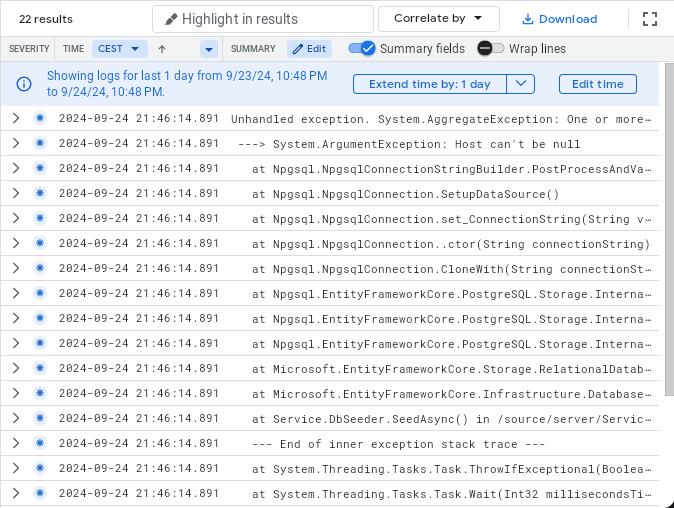 22 results Highlight in results Correlate by Download
SEVERITY TIME CEST SUMMARY Edit Summary fields Wrap lines
Showing logs for last 1 day from 9/23/24, 10:48 PM
to 9/24/24, 10:48 PM.
Extend time by: 1 day Edit time
2024-09-24 21:46:14.891 Unhandled exception. System.AggregateException: One or more…
2024-09-24 21:46:14.891 ---> System.ArgumentException: Host can't be null
2024-09-24 21:46:14.891 at Npgsql.NpgsqlConnectionStringBuilder.PostProcessAndVa…
2024-09-24 21:46:14.891 at Npgsql.NpgsqlConnection.SetupDataSource()
2024-09-24 21:46:14.891 at Npgsql.NpgsqlConnection.set_ConnectionString(String v…
2024-09-24 21:46:14.891 at Npgsql.NpgsqlConnection..ctor(String connectionString)
2024-09-24 21:46:14.891 at Npgsql.NpgsqlConnection.CloneWith(String connectionSt…
2024-09-24 21:46:14.891 at Npgsql.EntityFrameworkCore.PostgreSQL.Storage.Interna…
2024-09-24 21:46:14.891 at Npgsql.EntityFrameworkCore.PostgreSQL.Storage.Interna…
2024-09-24 21:46:14.891 at Npgsql.EntityFrameworkCore.PostgreSQL.Storage.Interna…
2024-09-24 21:46:14.891 at Microsoft.EntityFrameworkCore.Storage.RelationalDatab…
2024-09-24 21:46:14.891 at Microsoft.EntityFrameworkCore.Infrastructure.Database…
2024-09-24 21:46:14.891 at Service.DbSeeder.SeedAsync() in /source/server/Servic…
2024-09-24 21:46:14.891 --- End of inner exception stack trace ---
2024-09-24 21:46:14.891 at System.Threading.Tasks.Task.ThrowIfExceptional(Boolea…
2024-09-24 21:46:14.891 at System.Threading.Tasks.Task.Wait(Int32 millisecondsTi…